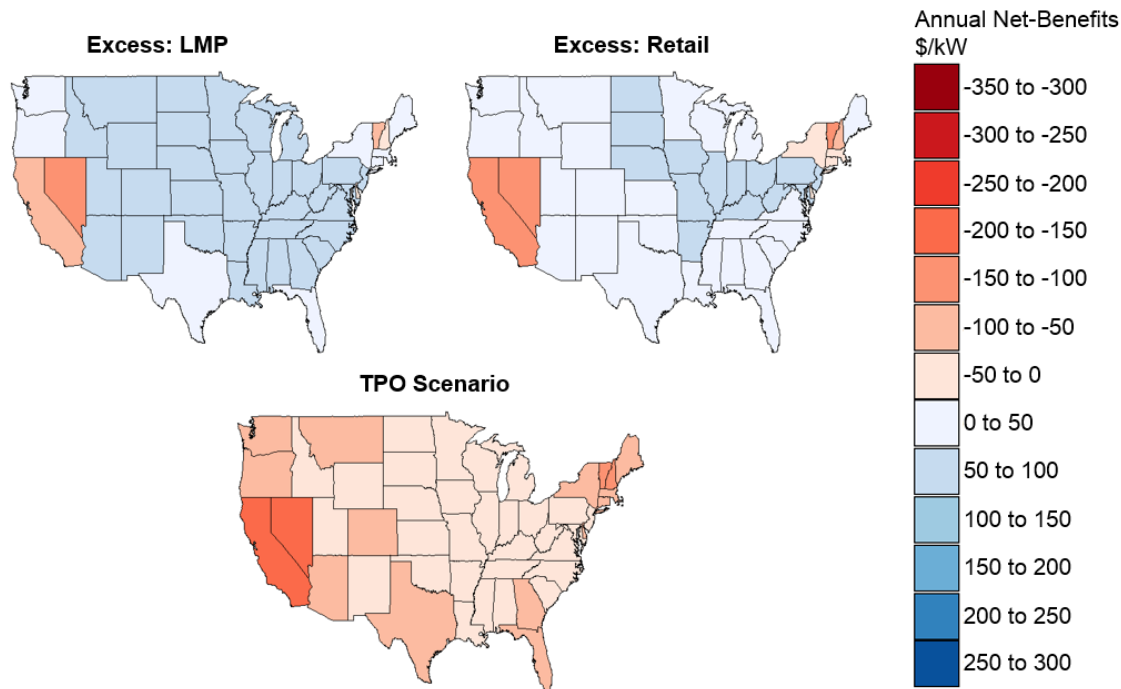 Excess: LMP
Excess: Retail
TPO Scenario
Annual Net-Benefits
$/kW
-350 to -300
-300 to -250
-250 to -200
-200 to -150
-150 to -100
-100 to -50
-50 to 0
0 to 50
50 to 100
100 to 150
150 to 200
200 to 250
250 to 300